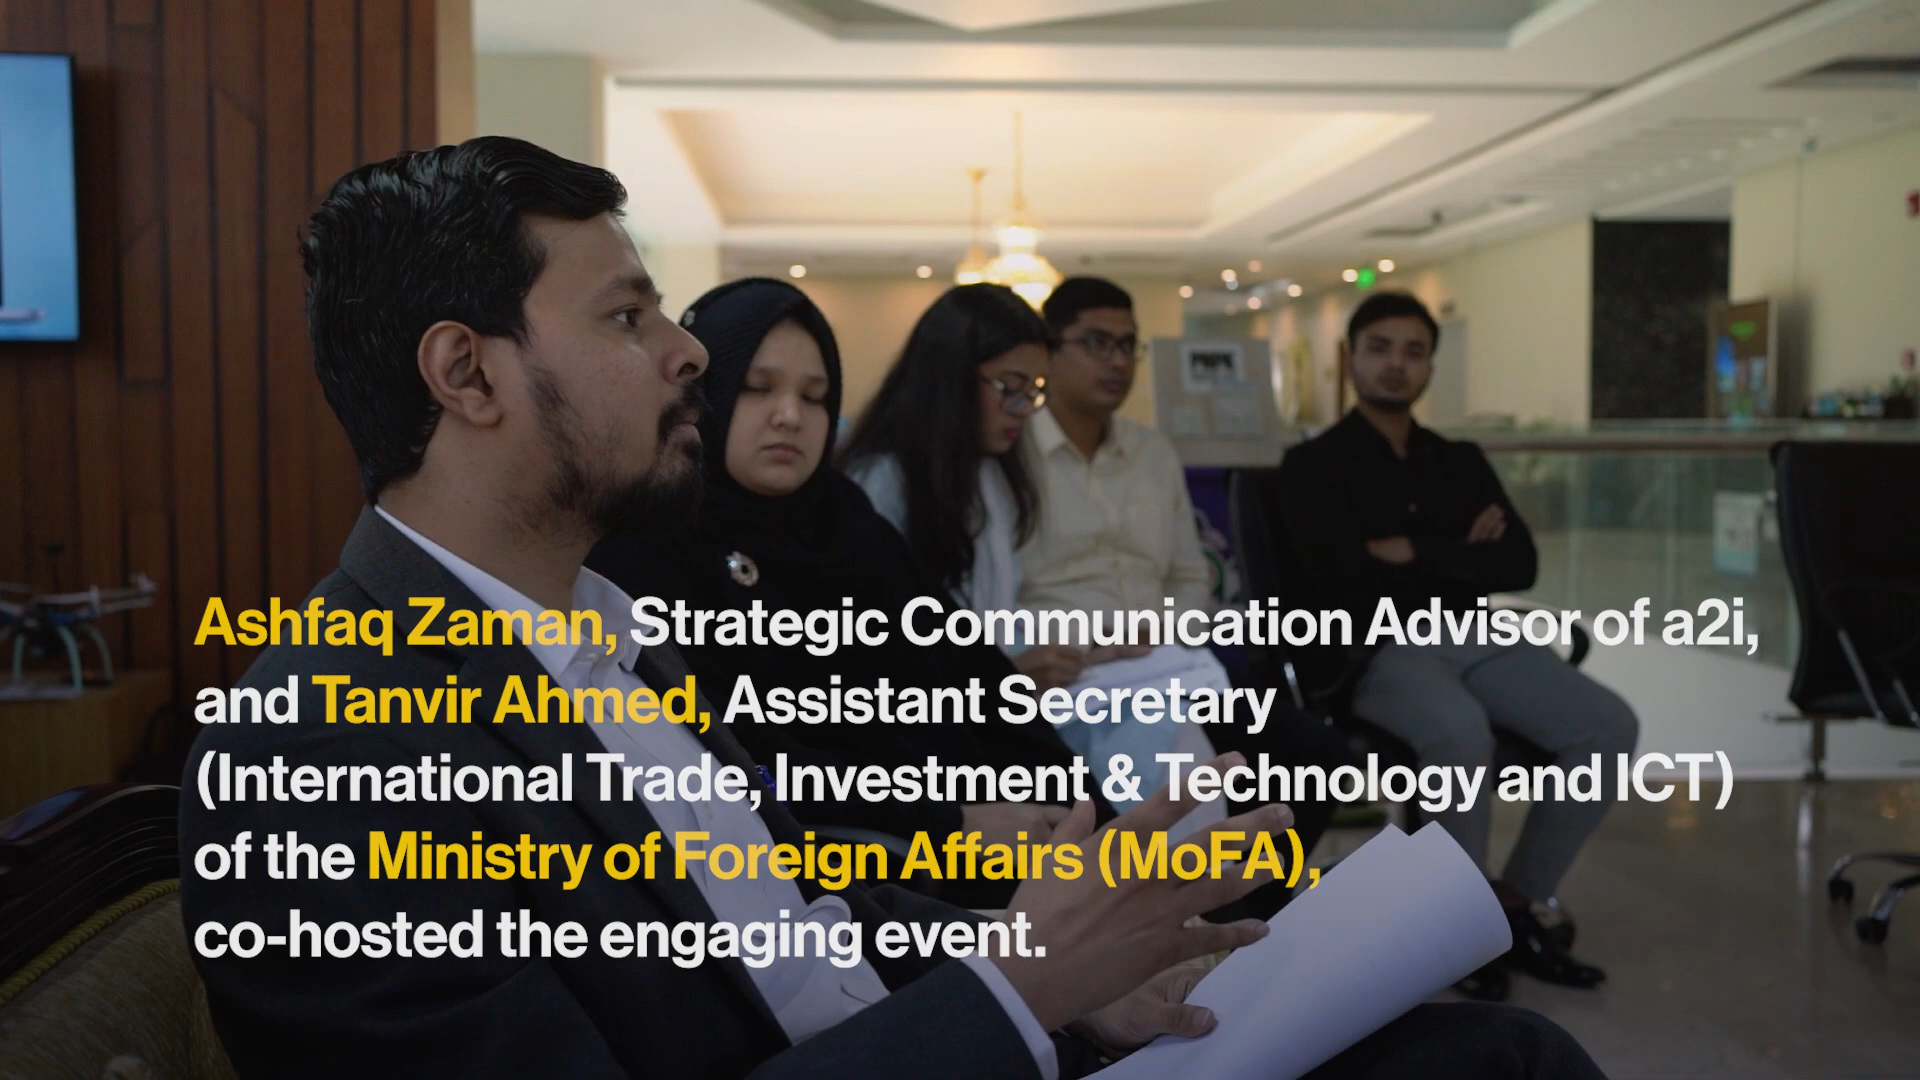 Ashfaq Zaman, Strategic Communication Advisor of a2i,
and Tanvir Ahmed, Assistant Secretary
(International Trade, Investment & Technology and ICT)
of the Ministry of Foreign Affairs (MoFA),
co-hosted the engaging event.